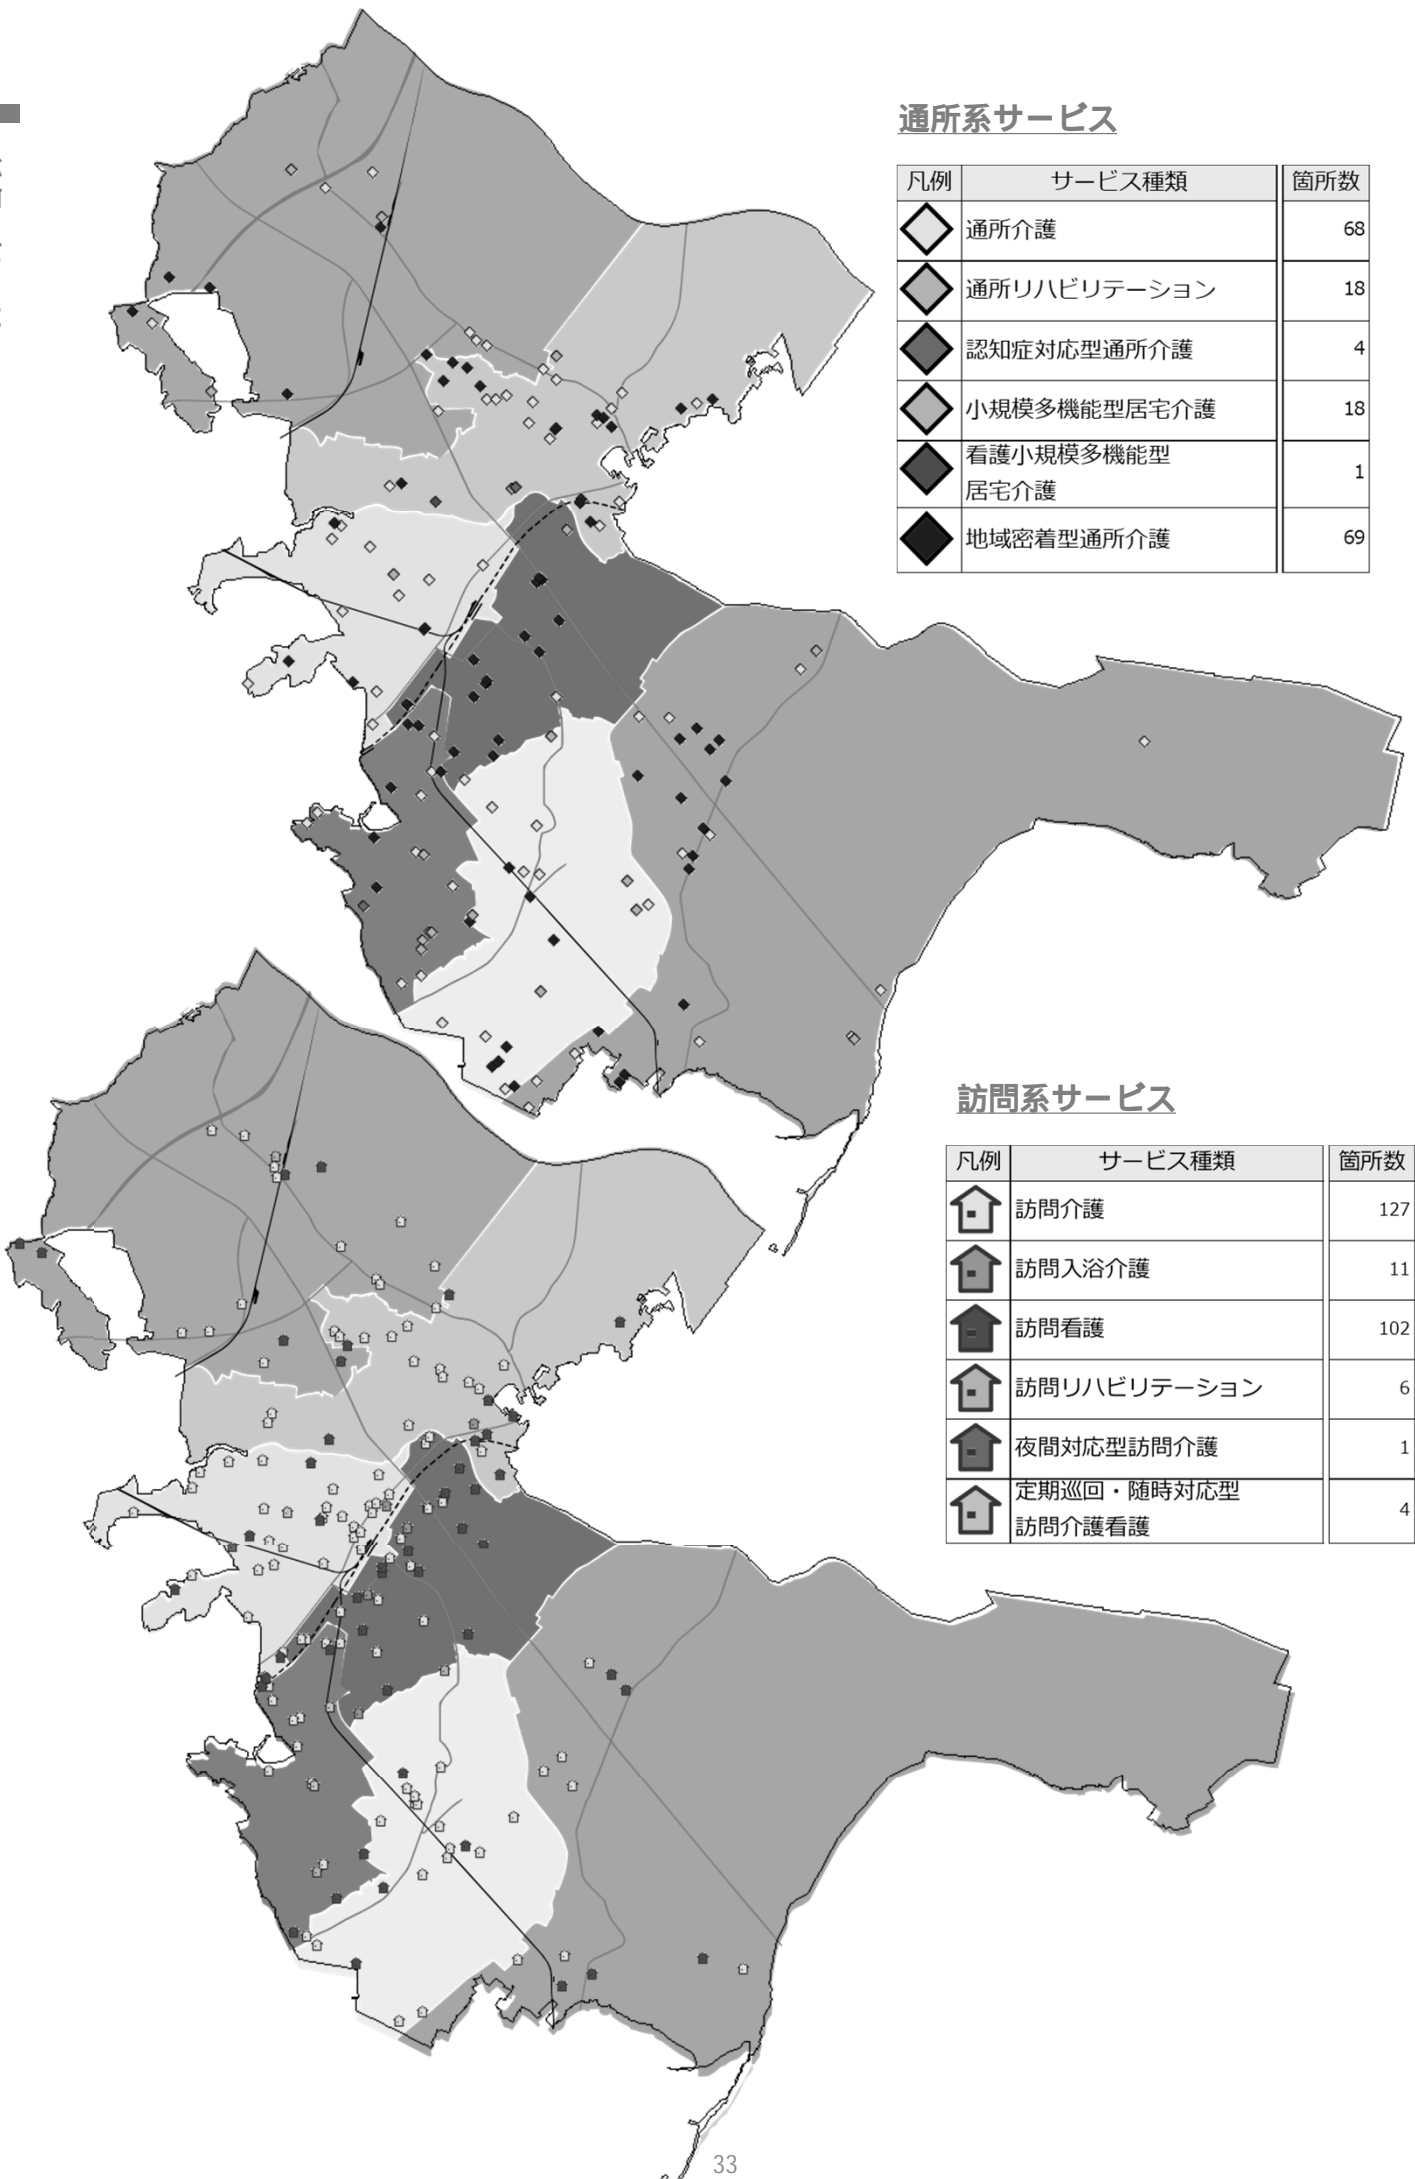 通所系サービス
凡例 サービス種類 箇所数
通所介護 68
通所リハビリテーション 18
認知症対応型通所介護 4
小規模多機能型居宅介護 18
看護小規模多機能型
居宅介護 1
地域密着型通所介護 69
訪問系サービス
凡例 サービス種類 箇所数
訪問介護 127
訪問入浴介護 11
訪問看護 102
訪問リハビリテーション 6
夜間対応型訪問介護 1
定期巡回・随時対応型
訪問介護看護 4
33